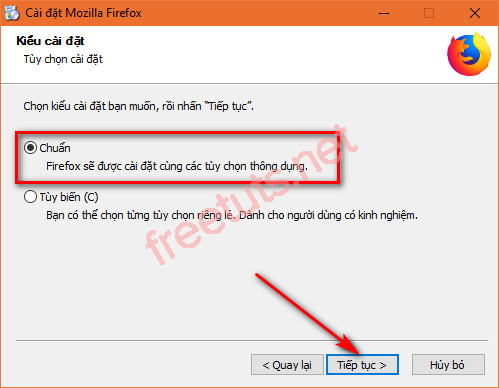 Cài đặt Mozilla Firefox
Kiểu cài đặt
Tùy chọn cài đặt
Chọn kiểu cài đặt bạn muốn, rồi nhấn “Tiếp tục”.
Chuẩn
Firefox sẽ được cài đặt cùng các tùy chọn thông dụng.
Tùy biến (C)
Bạn có thể chọn từng tùy chọn riêng lẻ. Dành cho người dùng có kinh nghiệm.
freetuts.net
< Quay lại
Tiếp tục >
Hủy bỏ